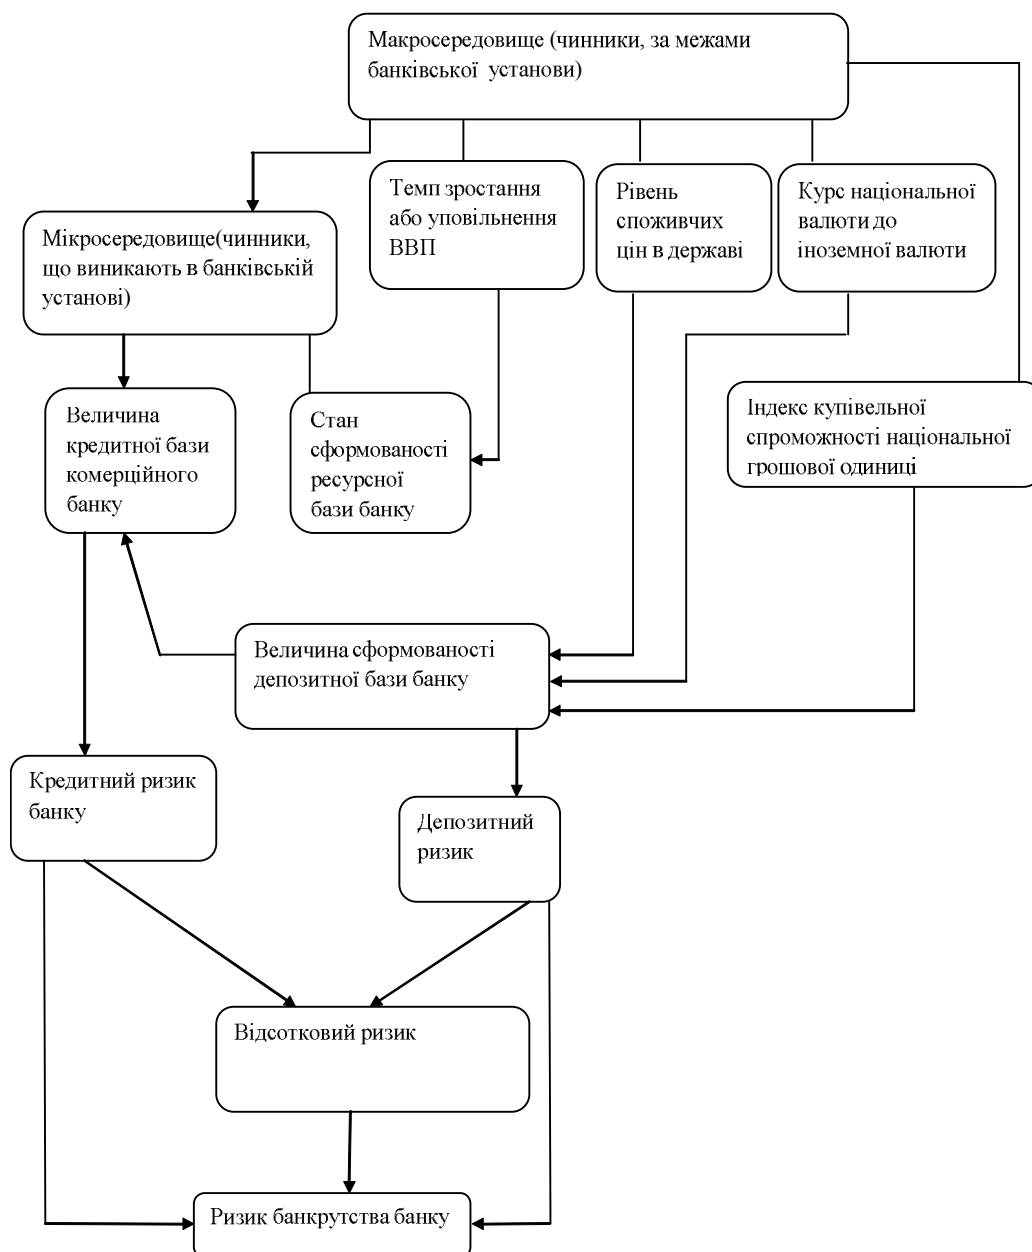 Макросередовище (чинники, за межами
банківської установи)
Темп зростання
або уповільнення
ВВП
Рівень
споживчих
цін в державі
Курс національної
валюти до
іноземної валюти
Мікросередовище(чинники,
що виникають в банківській
установі)
Величина
кредитної бази
комерційного
банку
Стан
сформованості
ресурсної
бази банку
Індекс купівельної
спроможності національної
грошової одиниці
Величина сформованості
депозитної бази банку
Кредитний ризик
банку
Депозитний
ризик
Відсотковий ризик
Ризик банкрутства банку